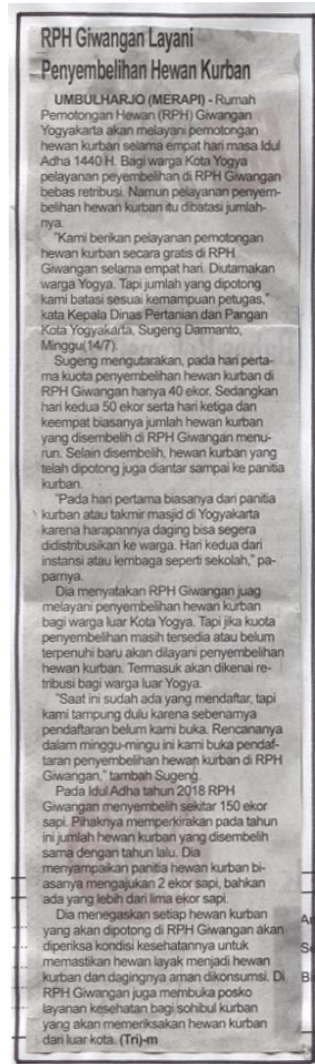 RPH Giwangan Layani
Penyembelihan Hewan Kurban
UMBULHARJO (MERAPI) - Rumah
Pemotongan Hewan (RPH) Giwangan
Yogyakarta akan melayani pemotongan
hewan kurban selama empat hari masa Idul
Adha 1440 H. Bagi warga Kota Yogya
pelayanan peyembelihan di RPH Giwangan
bebas retribusi. Namun pelayanan penyem-
belihan hewan kurban itu dibatasi jumlah-
nya.
"Kami berikan pelayanan pemotongan
hewan kurban secara gratis di RPH
Giwangan selama empat hari. Diutamakan
warga Yogya. Tapi jumlah yang dipotong
kami batasi sesuai kemampuan petugas,"
kata Kepala Dinas Pertanian dan Pangan
Kota Yogyakarta, Sugeng Darmanto,
Minggu(14/7).
Sugeng mengutarakan, pada hari perta-
ma kuota penyembelihan hewan kurban di
RPH Giwangan hanya 40 ekor. Sedangkan
hari kedua 50 ekor serta hari ketiga dan
keempat biasanya jumlah hewan kurban
yang disembelih di RPH Giwangan menu-
run. Selain disembelih, hewan kurban yang
telah dipotong juga diantar sampai ke panitia
kurban.
"Pada hari pertama biasanya dari panitia
kurban atau takmir masjid di Yogyakarta
karena harapannya daging bisa segera
didistribusikan ke warga. Hari kedua dari
instansi atau lembaga seperti sekolah," pa-
parnya.
Dia menyatakan RPH Giwangan juag
melayani penyembelihan hewan kurban
bagi warga luar Kota Yogya. Tapi jika kuota
penyembelihan masih tersedia atau belum
terpenuhi baru akan dilayani penyembelihan
hewan kurban. Termasuk akan dikenai re-
tribusi bagi warga luar Yogya.
"Saat ini sudah ada yang mendaftar, tapi
kami tampung dulu karena sebenarnya
pendaftaran belum kami buka. Rencananya
dalam minggu-mingu ini kami buka pendaf-
taran penyembelihan hewan kurban di RPH
Giwangan," tambah Sugeng.
Pada Idul Adha tahun 2018 RPH
Giwangan menyembelih sekitar 150 ekor
sapi. Pihaknya memperkirakan pada tahun
ini jumlah hewan kurban yang disembelih
sama dengan tahun lalu. Dia
menyampaikan panitia hewan kurban bi-
asanya mengajukan 2 ekor sapi, bahkan
ada yang lebih dari lima ekor sapi.
Dia menegaskan setiap hewan kurban
yang akan dipotong di RPH Giwangan akan
diperiksa kondisi kesehatannya untuk
memastikan hewan layak menjadi hewan
kurban dan dagingnya aman dikonsumsi. Di
RPH Giwangan juga membuka posko
layanan kesehatan bagi sohibul kurban
yang akan memeriksakan hewan kurban
dari luar kota. (Tri)-m